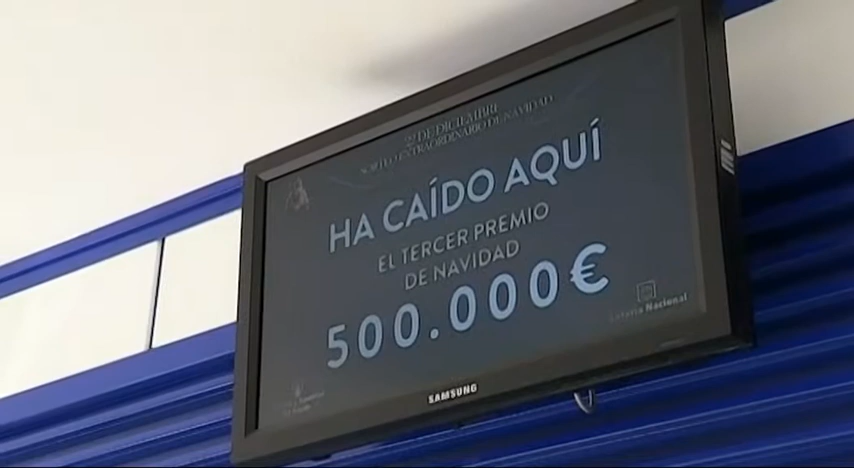 22 DE DICIEMBRE
SORTEO EXTRAORDINARIO DE NAVIDAD
HA CAÍDO AQUÍ
EL TERCER PREMIO
DE NAVIDAD
500.000€
Lotería Nacional
SAMSUNG